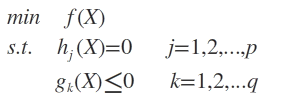 min f(X)
s.t. h_j(X)=0 j=1,2,...,p
g_k(X)≤0 k=1,2,...q